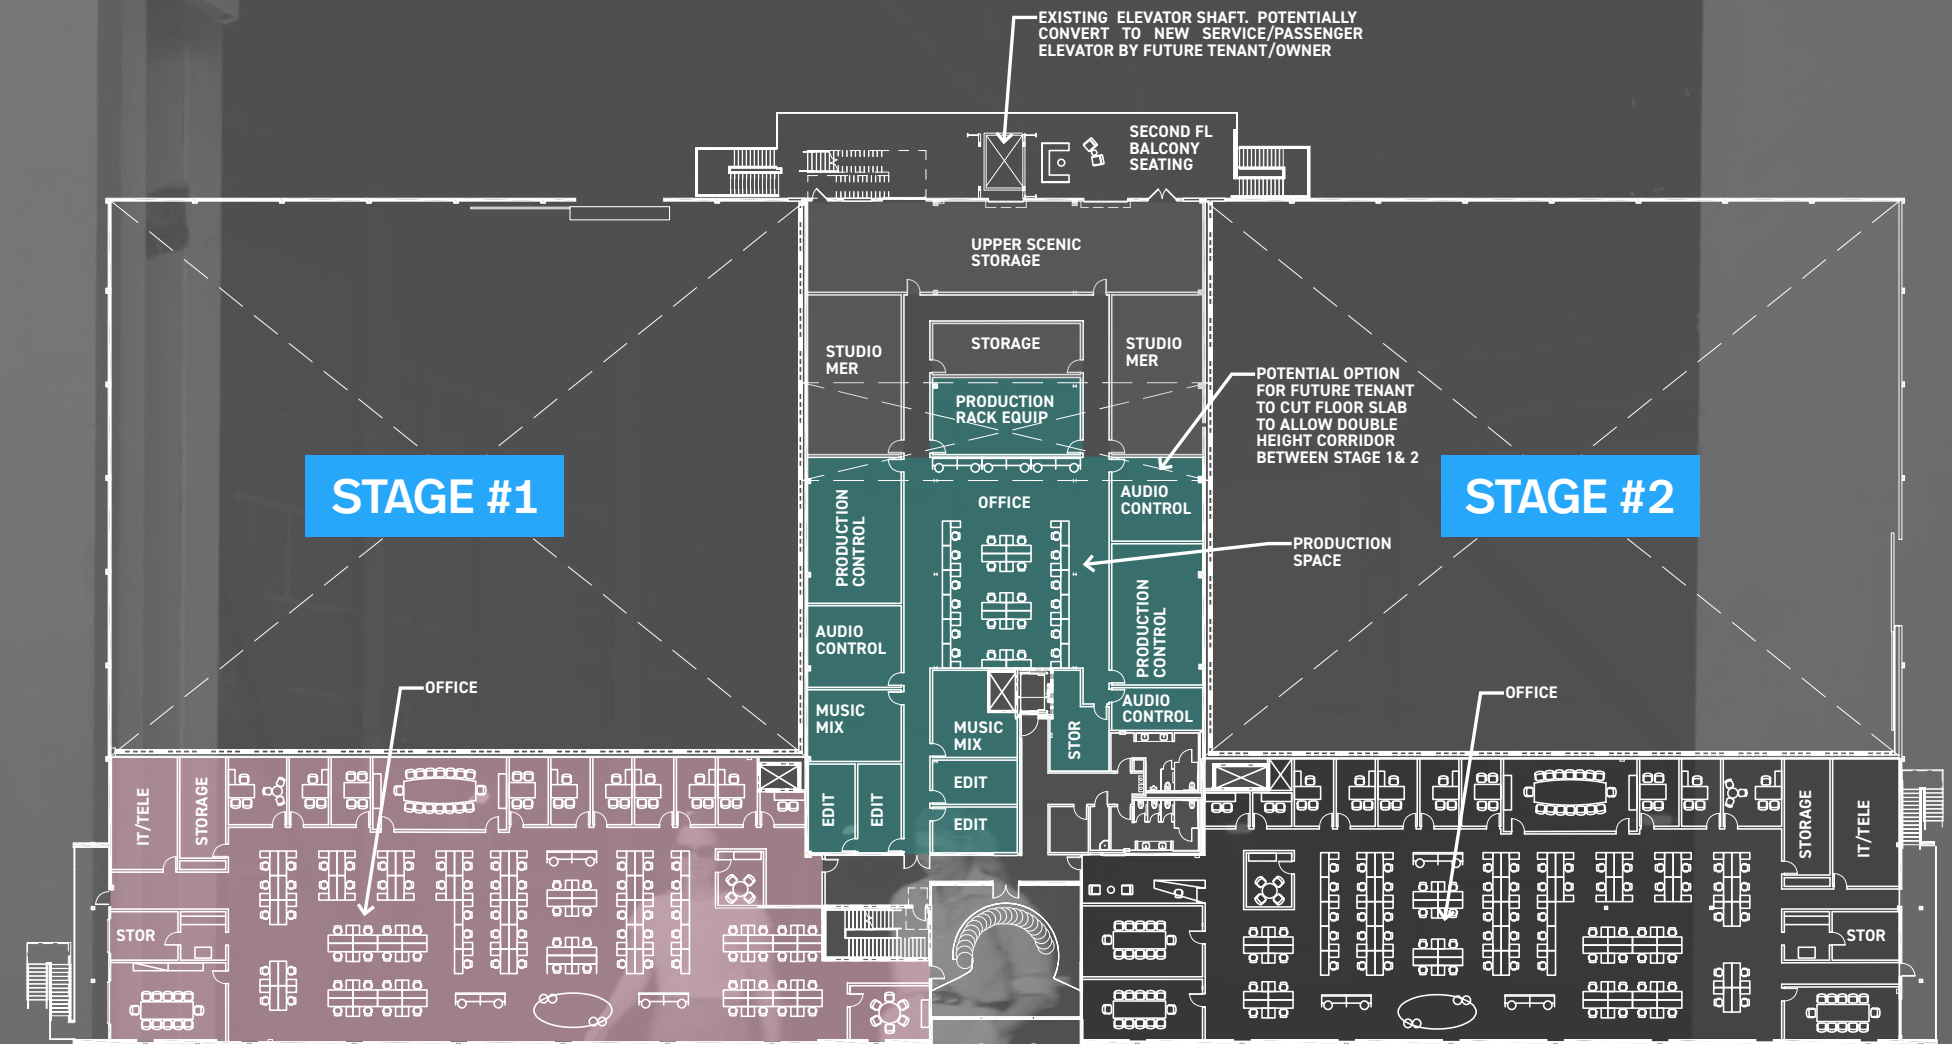 EXISTING ELEVATOR SHAFT. POTENTIALLY
CONVERT TO NEW SERVICE/PASSENGER
ELEVATOR BY FUTURE TENANT/OWNER
SECOND FL
BALCONY
SEATING
UPPER SCENIC
STORAGE
STUDIO
MER
STORAGE
STUDIO
MER
PRODUCTION
RACK EQUIP
POTENTIAL OPTION
FOR FUTURE TENANT
TO CUT FLOOR SLAB
TO ALLOW DOUBLE
HEIGHT CORRIDOR
BETWEEN STAGE 1& 2
STAGE #1
STAGE #2
PRODUCTION
CONTROL
OFFICE
AUDIO
CONTROL
PRODUCTION
SPACE
PRODUCTION
CONTROL
AUDIO
CONTROL
OFFICE
OFFICE
MUSIC
MIX
MUSIC
MIX
STOR
AUDIO
CONTROL
IT/TELE
STORAGE
EDIT
EDIT
EDIT
EDIT
STORAGE
IT/TELE
STOR
STOR